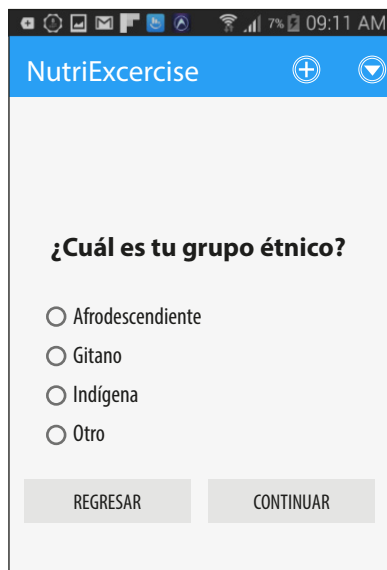 7% 09:11 AM
NutriExcercise
¿Cuál es tu grupo étnico?
Afrodescendiente
Gitano
Indígena
Otro
REGRESAR CONTINUAR